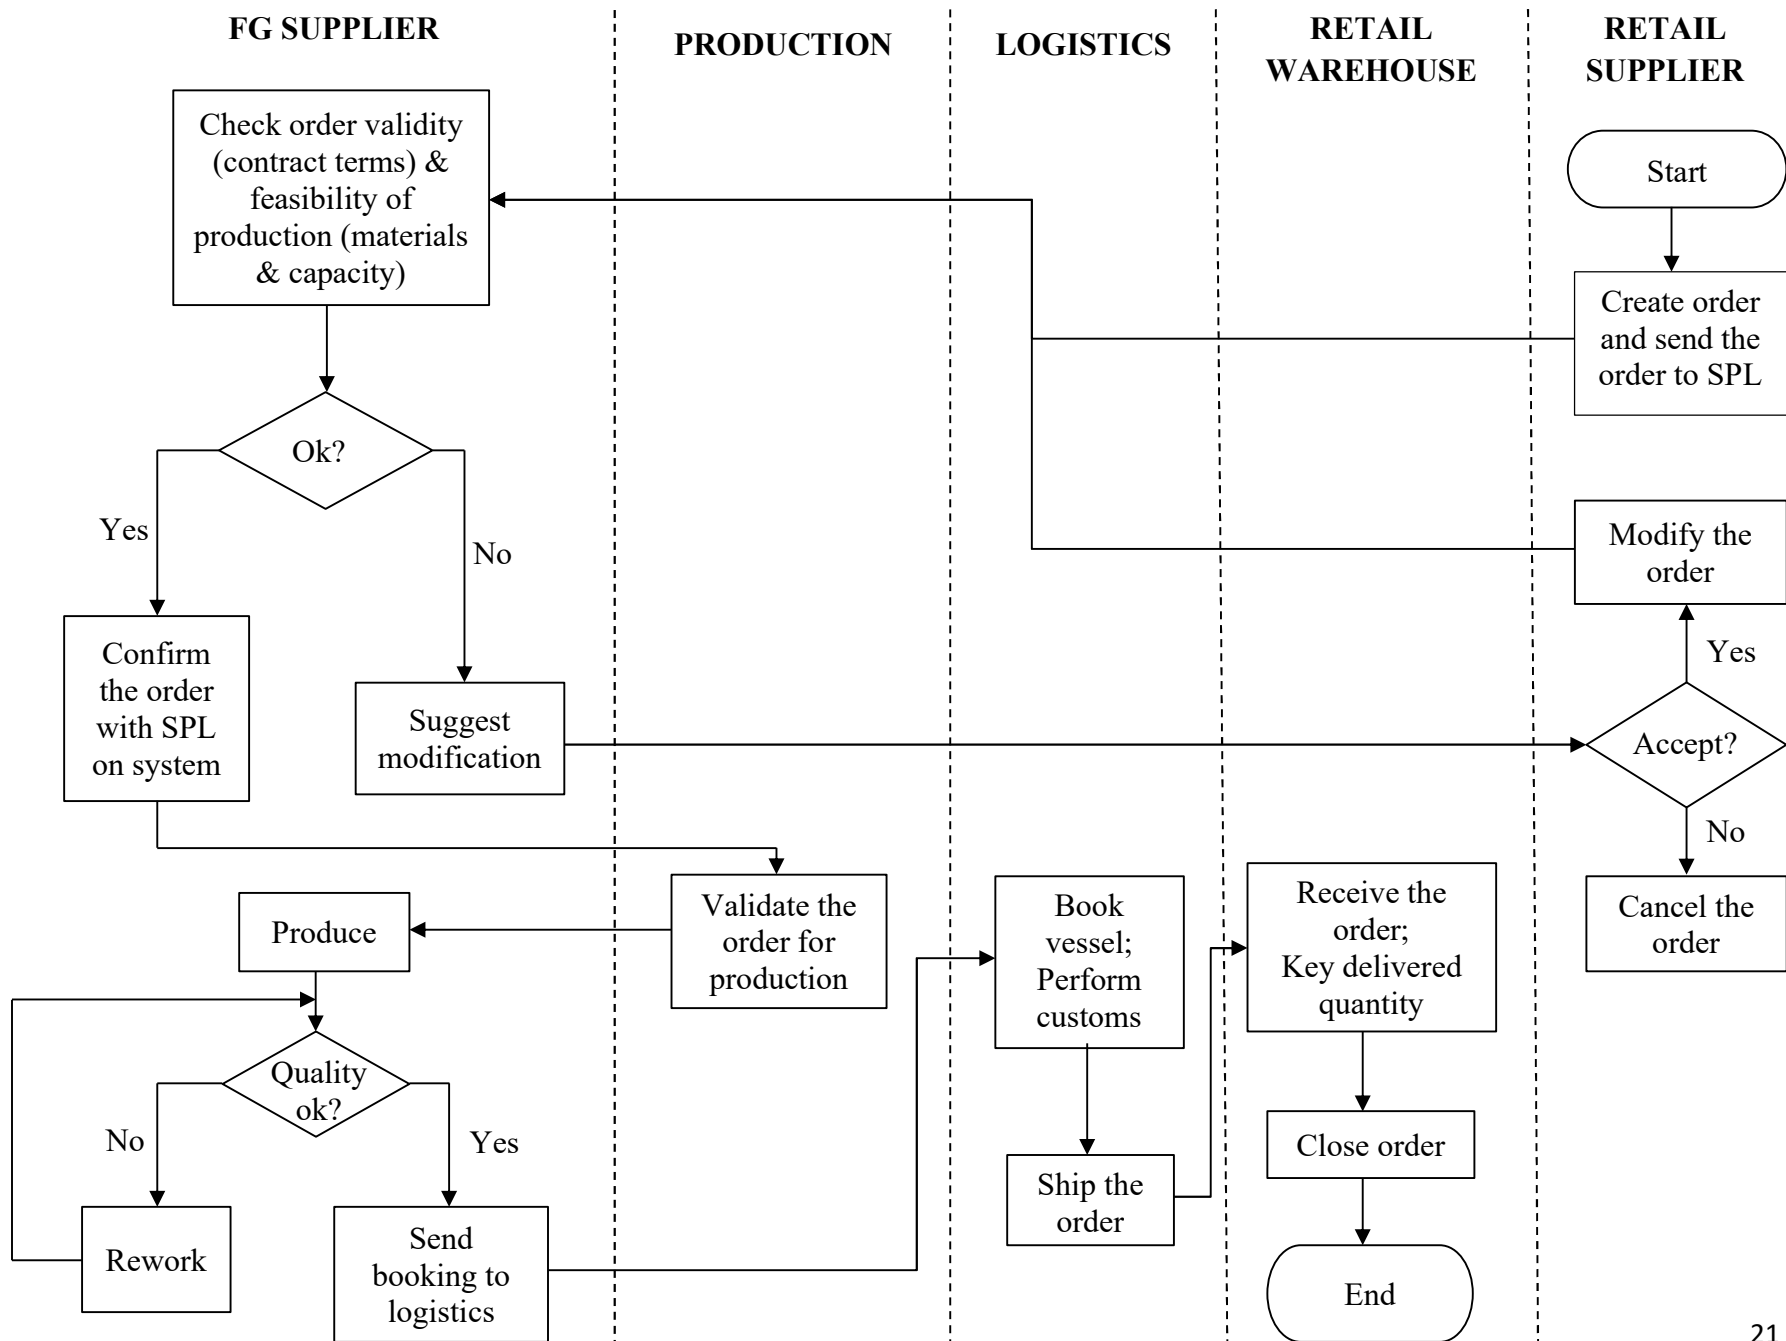 FG SUPPLIER
PRODUCTION
LOGISTICS
RETAIL
WAREHOUSE
RETAIL
SUPPLIER
Check order validity
(contract terms) &
feasibility of
production (materials
& capacity)
Start
Create order
and send the
order to SPL
Ok?
Yes
No
Modify the
order
Yes
Confirm
the order
with SPL
on system
Suggest
modification
Accept?
No
Produce
Validate the
order for
production
Book
vessel;
Perform
customs
Receive the
order;
Key delivered
quantity
Cancel the
order
Quality
ok?
No
Yes
Close order
Ship the
order
Rework
Send
booking to
logistics
End
21